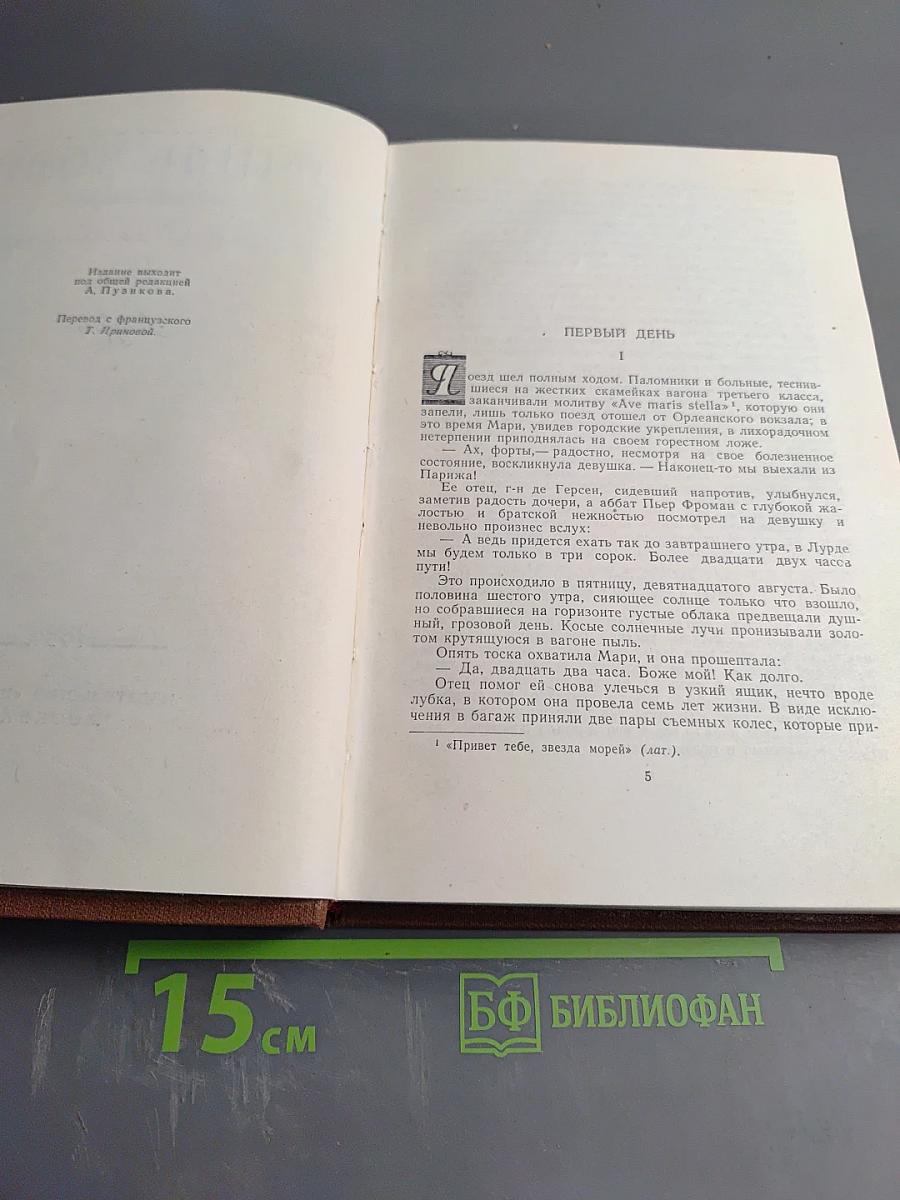 Издание выходит
под общей редакцией
А. Пузикова.
Перевод с французского
Т. Ириновой.
ПЕРВЫЙ ДЕНЬ
I
Поезд шел полным ходом. Паломники и больные, теснив-
шиеся на жестких скамейках вагона третьего класса,
заканчивали молитву «Ave maris stella»¹, которую они
запели, лишь только поезд отошел от Орлеанского вокзала; в
это время Мари, увидев городские укрепления, в лихорадочном
нетерпении приподнялась на своем горестном ложе.
— Ах, форты,— радостно, несмотря на свое болезненное
состояние, воскликнула девушка. — Наконец-то мы выехали из
Парижа!
Ее отец, г-н де Герсен, сидевший напротив, улыбнулся,
заметив радость дочери, а аббат Пьер Фроман с глубокой жа-
лостью и братской нежностью посмотрел на девушку и
невольно произнес вслух:
— А ведь придется ехать так до завтрашнего утра, в Лурде
мы будем только в три сорок. Более двадцати двух часов
пути!
Это происходило в пятницу, девятнадцатого августа. Было
половина шестого утра, сияющее солнце только что взошло,
но собравшиеся на горизонте густые облака предвещали душ-
ный, грозовой день. Косые солнечные лучи пронизывали золо-
том крутящуюся в вагоне пыль.
Опять тоска охватила Мари, и она прошептала:
— Да, двадцать два часа. Боже мой! Как долго.
Отец помог ей снова улечься в узкий ящик, нечто вроде
лубка, в котором она провела семь лет жизни. В виде исклю-
чения в багаж приняли две пары съемных колес, которые при-
¹ «Привет тебе, звезда морей» (лат.).
5
15 см
БФ БИБЛИОФАН